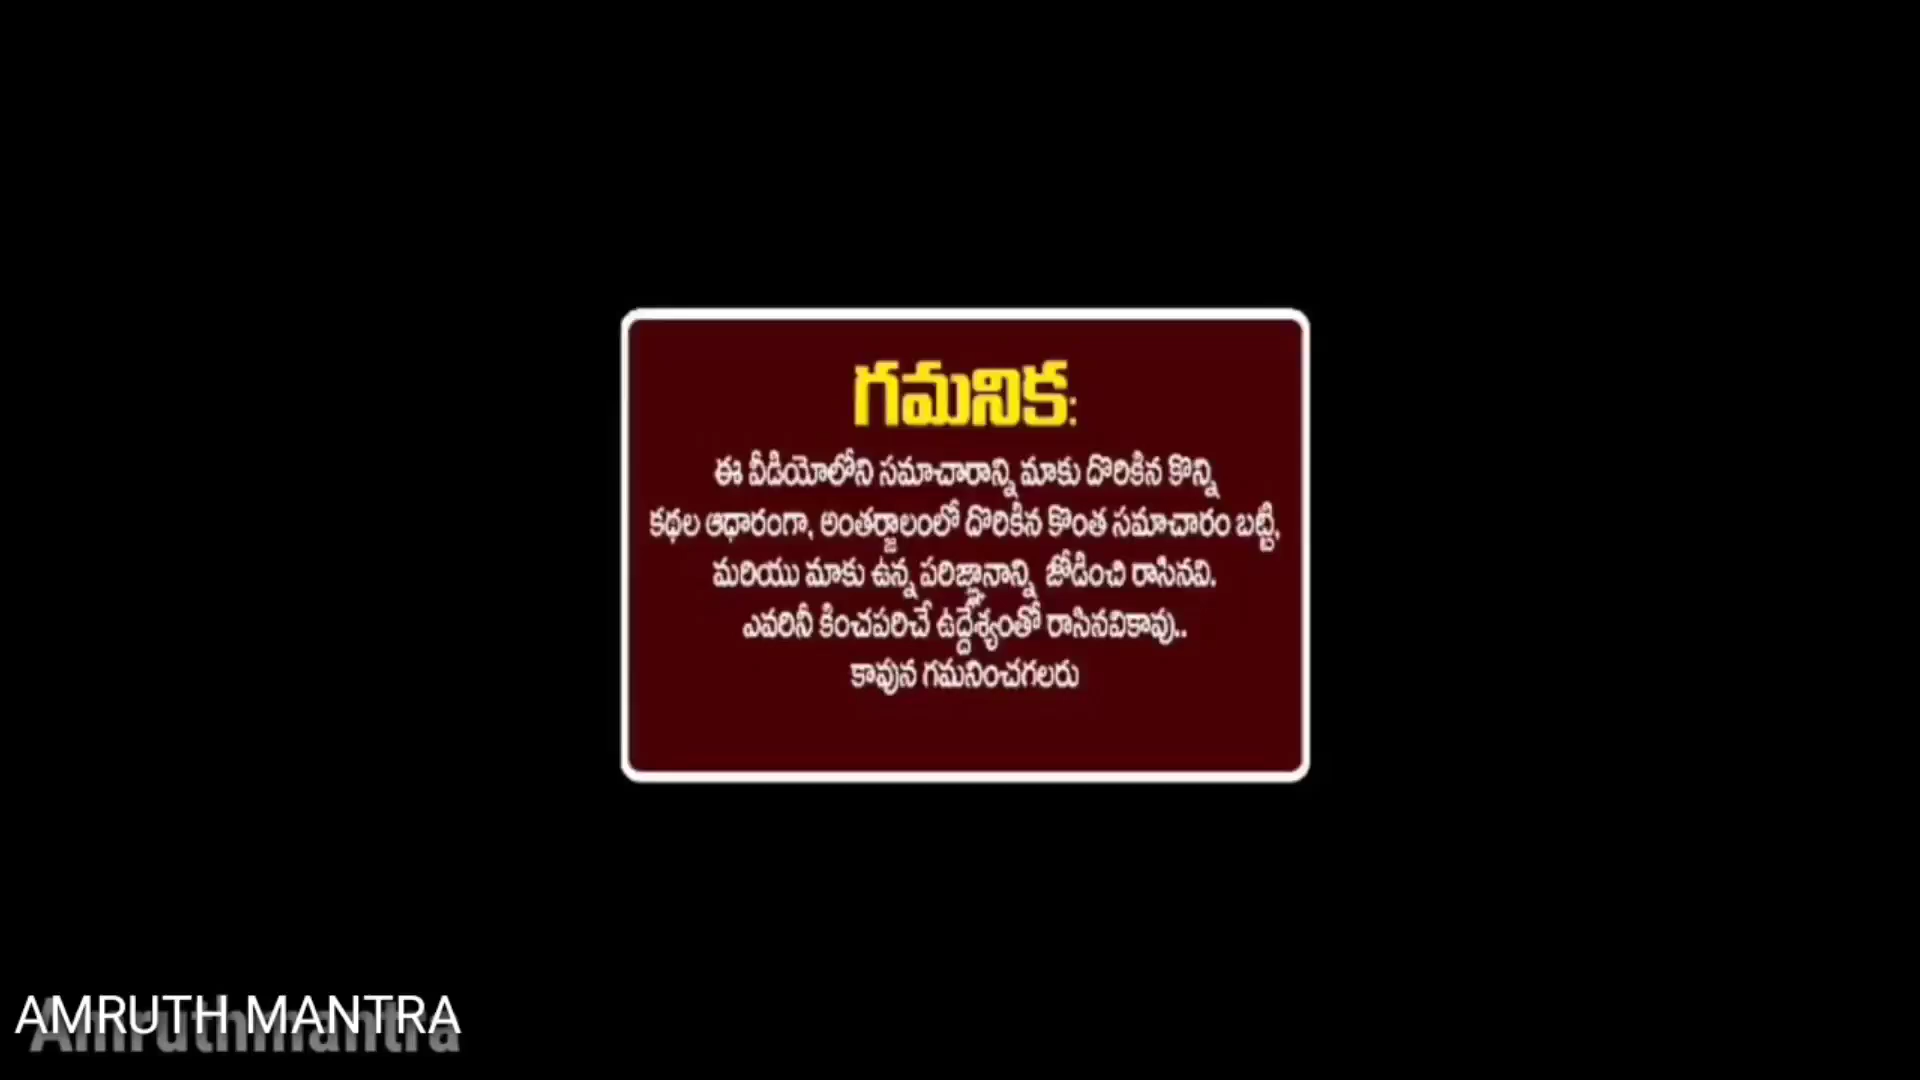 గమనిక:
ఈ వీడియోలోని సమాచారాన్ని మాకు దొరికిన కొన్ని
కథల ఆధారంగా, అంతర్జాలంలో దొరికిన కొంత సమాచారం బట్టి,
మరియు మాకు ఉన్న పరిజ్ఞానాన్ని జోడించి రాసినవి.
ఎవరినీ కించపరిచే ఉద్దేశ్యంతో రాసినవికావు..
కావున గమనించగలరు
AMRUTH MANTRA
Amruthmantra